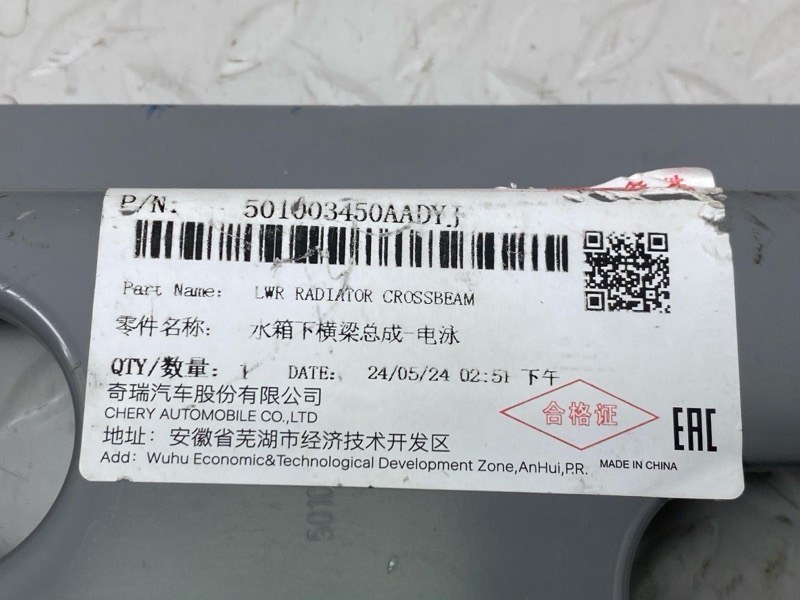 P/N: 501003450AADYJ
Part Name: LWR RADIATOR CROSSBEAM
零件名称: 水箱下横梁总成-电泳
QTY/数量: 1 DATE: 24/05/24 02:51 下午
奇瑞汽车股份有限公司
CHERY AUTOMOBILE CO.,LTD
合格证
EAC
地址: 安徽省芜湖市经济技术开发区
Add: Wuhu Economic&Technological Development Zone,AnHui,P.R. MADE IN CHINA
5010